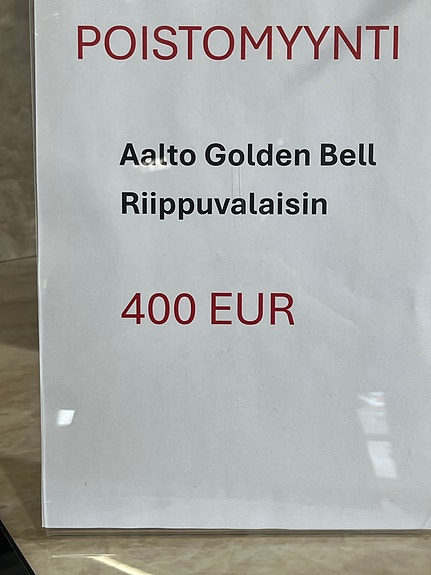 POISTOMYYNTI
Aalto Golden Bell
Riippuvalaisin
400 EUR